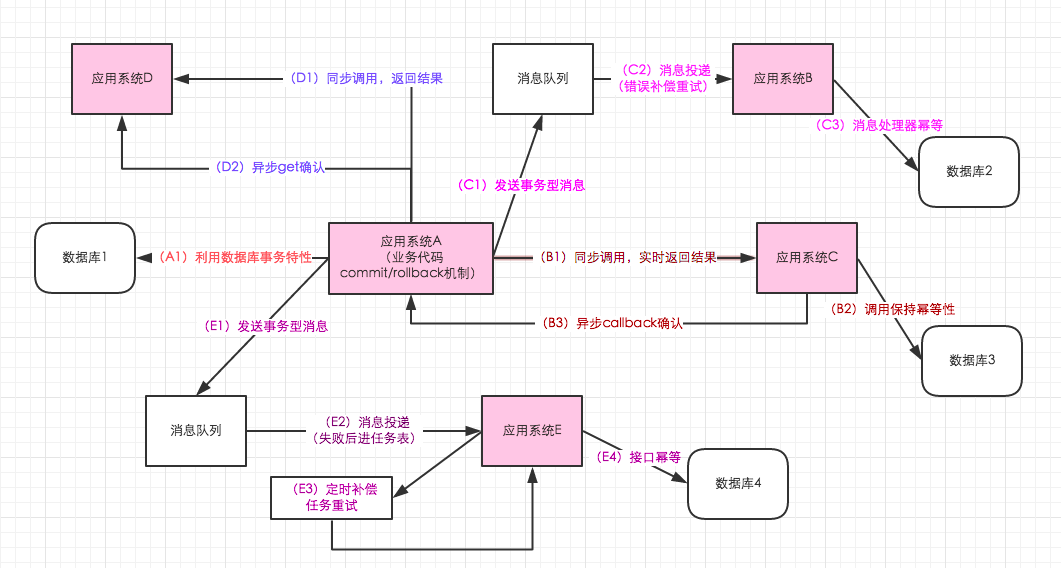 应用系统D
(D1)同步调用，返回结果
消息队列
(C2)消息投递
(错误补偿重试)
应用系统B
(C3)消息处理器幂等
(D2)异步get确认
(C1)发送事务型消息
数据库2
数据库1
(A1)利用数据库事务特性
应用系统A
(业务代码
commit/rollback机制)
(B1)同步调用，实时返回结果
应用系统C
(B2)调用保持幂等性
(E1)发送事务型消息
(B3)异步callback确认
数据库3
消息队列
(E2)消息投递
(失败后进任务表)
应用系统E
(E4)接口幂等
(E3)定时补偿
任务重试
数据库4